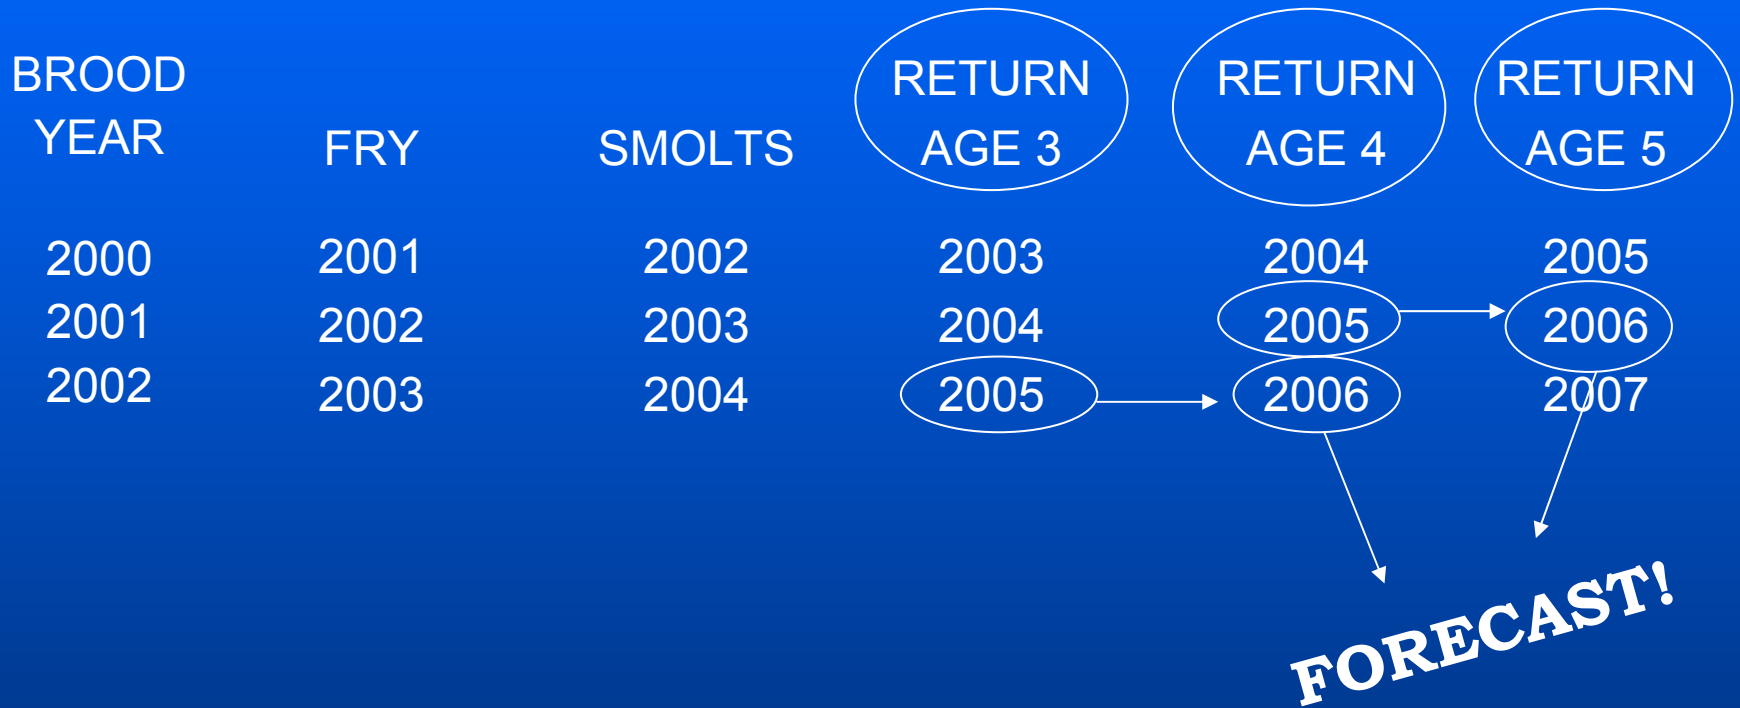 BROOD YEAR FRY SMOLTS RETURN AGE 3 RETURN AGE 4 RETURN AGE 5
2000 2001 2002 2003 2004 2005
2001 2002 2003 2004 2005 2006
2002 2003 2004 2005 2006 2007
FORECAST!